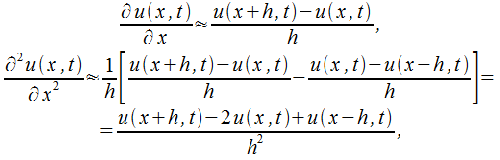 ∂u(x,t)/∂x ≈ (u(x+h,t)−u(x,t))/h,
∂²u(x,t)/∂x² ≈ 1/h[(u(x+h,t)−u(x,t))/h − (u(x,t)−u(x−h,t))/h]=
=(u(x+h,t)−2u(x,t)+u(x−h,t))/h²,